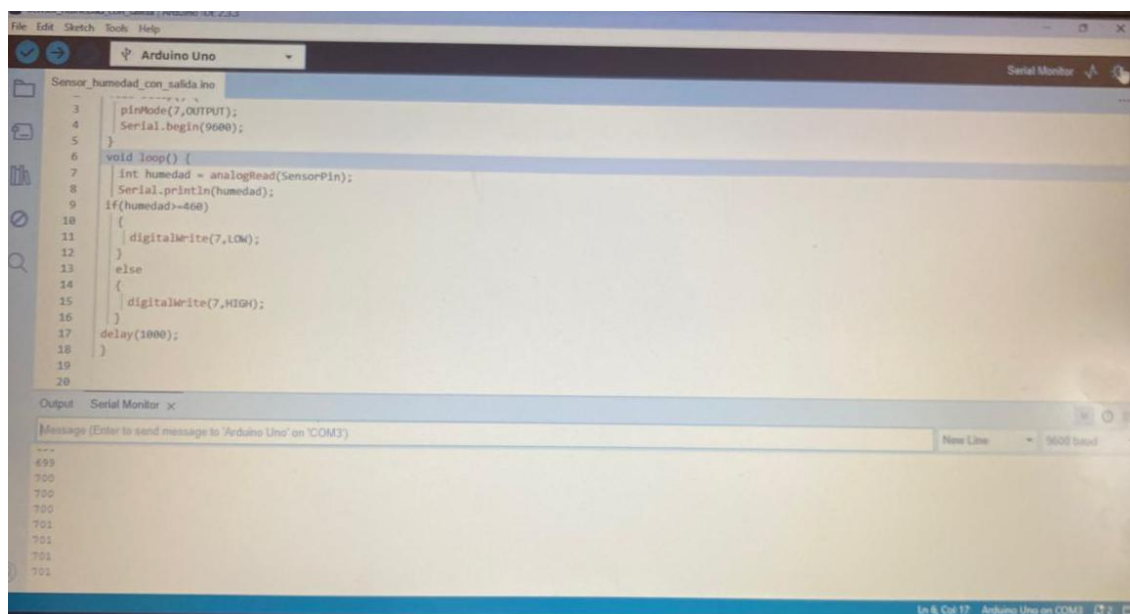 File Edit Sketch Tools Help
Arduino Uno
Serial Monitor
Sensor_humedad_con_salida.ino
3 pinMode(7,OUTPUT);
4 Serial.begin(9600);
5 }
6 void loop() {
7 int humedad = analogRead(SensorPin);
8 Serial.println(humedad);
9 if(humedad>=460)
10 {
11 digitalWrite(7,LOW);
12 }
13 else
14 {
15 digitalWrite(7,HIGH);
16 }
17 delay(1000);
18 }
19
20
Output Serial Monitor
Message (Enter to send message to 'Arduino Uno' on 'COM3')
New Line 9600 baud
699
700
700
700
701
701
701
701
Ln 6, Col 17 Arduino Uno on COM3 2